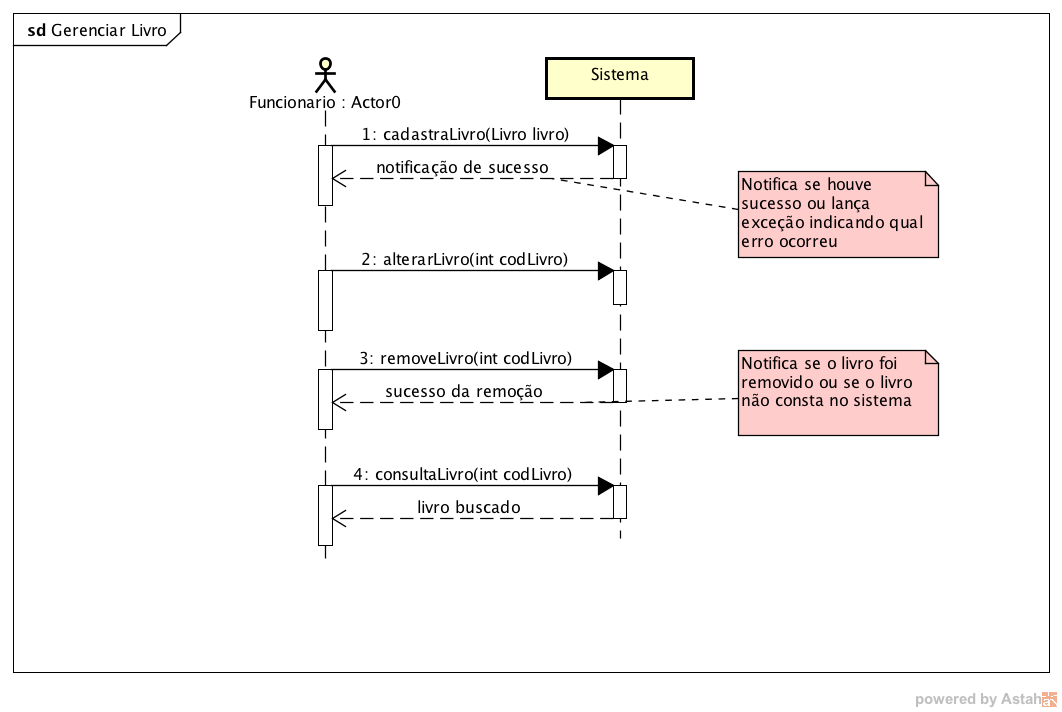 sd Gerenciar Livro
Funcionario : Actor0
Sistema
1: cadastraLivro(Livro livro)
notificação de sucesso
Notifica se houve
sucesso ou lança
exceção indicando qual
erro ocorreu
2: alterarLivro(int codLivro)
3: removeLivro(int codLivro)
sucesso da remoção
Notifica se o livro foi
removido ou se o livro
não consta no sistema
4: consultaLivro(int codLivro)
livro buscado
powered by Astah